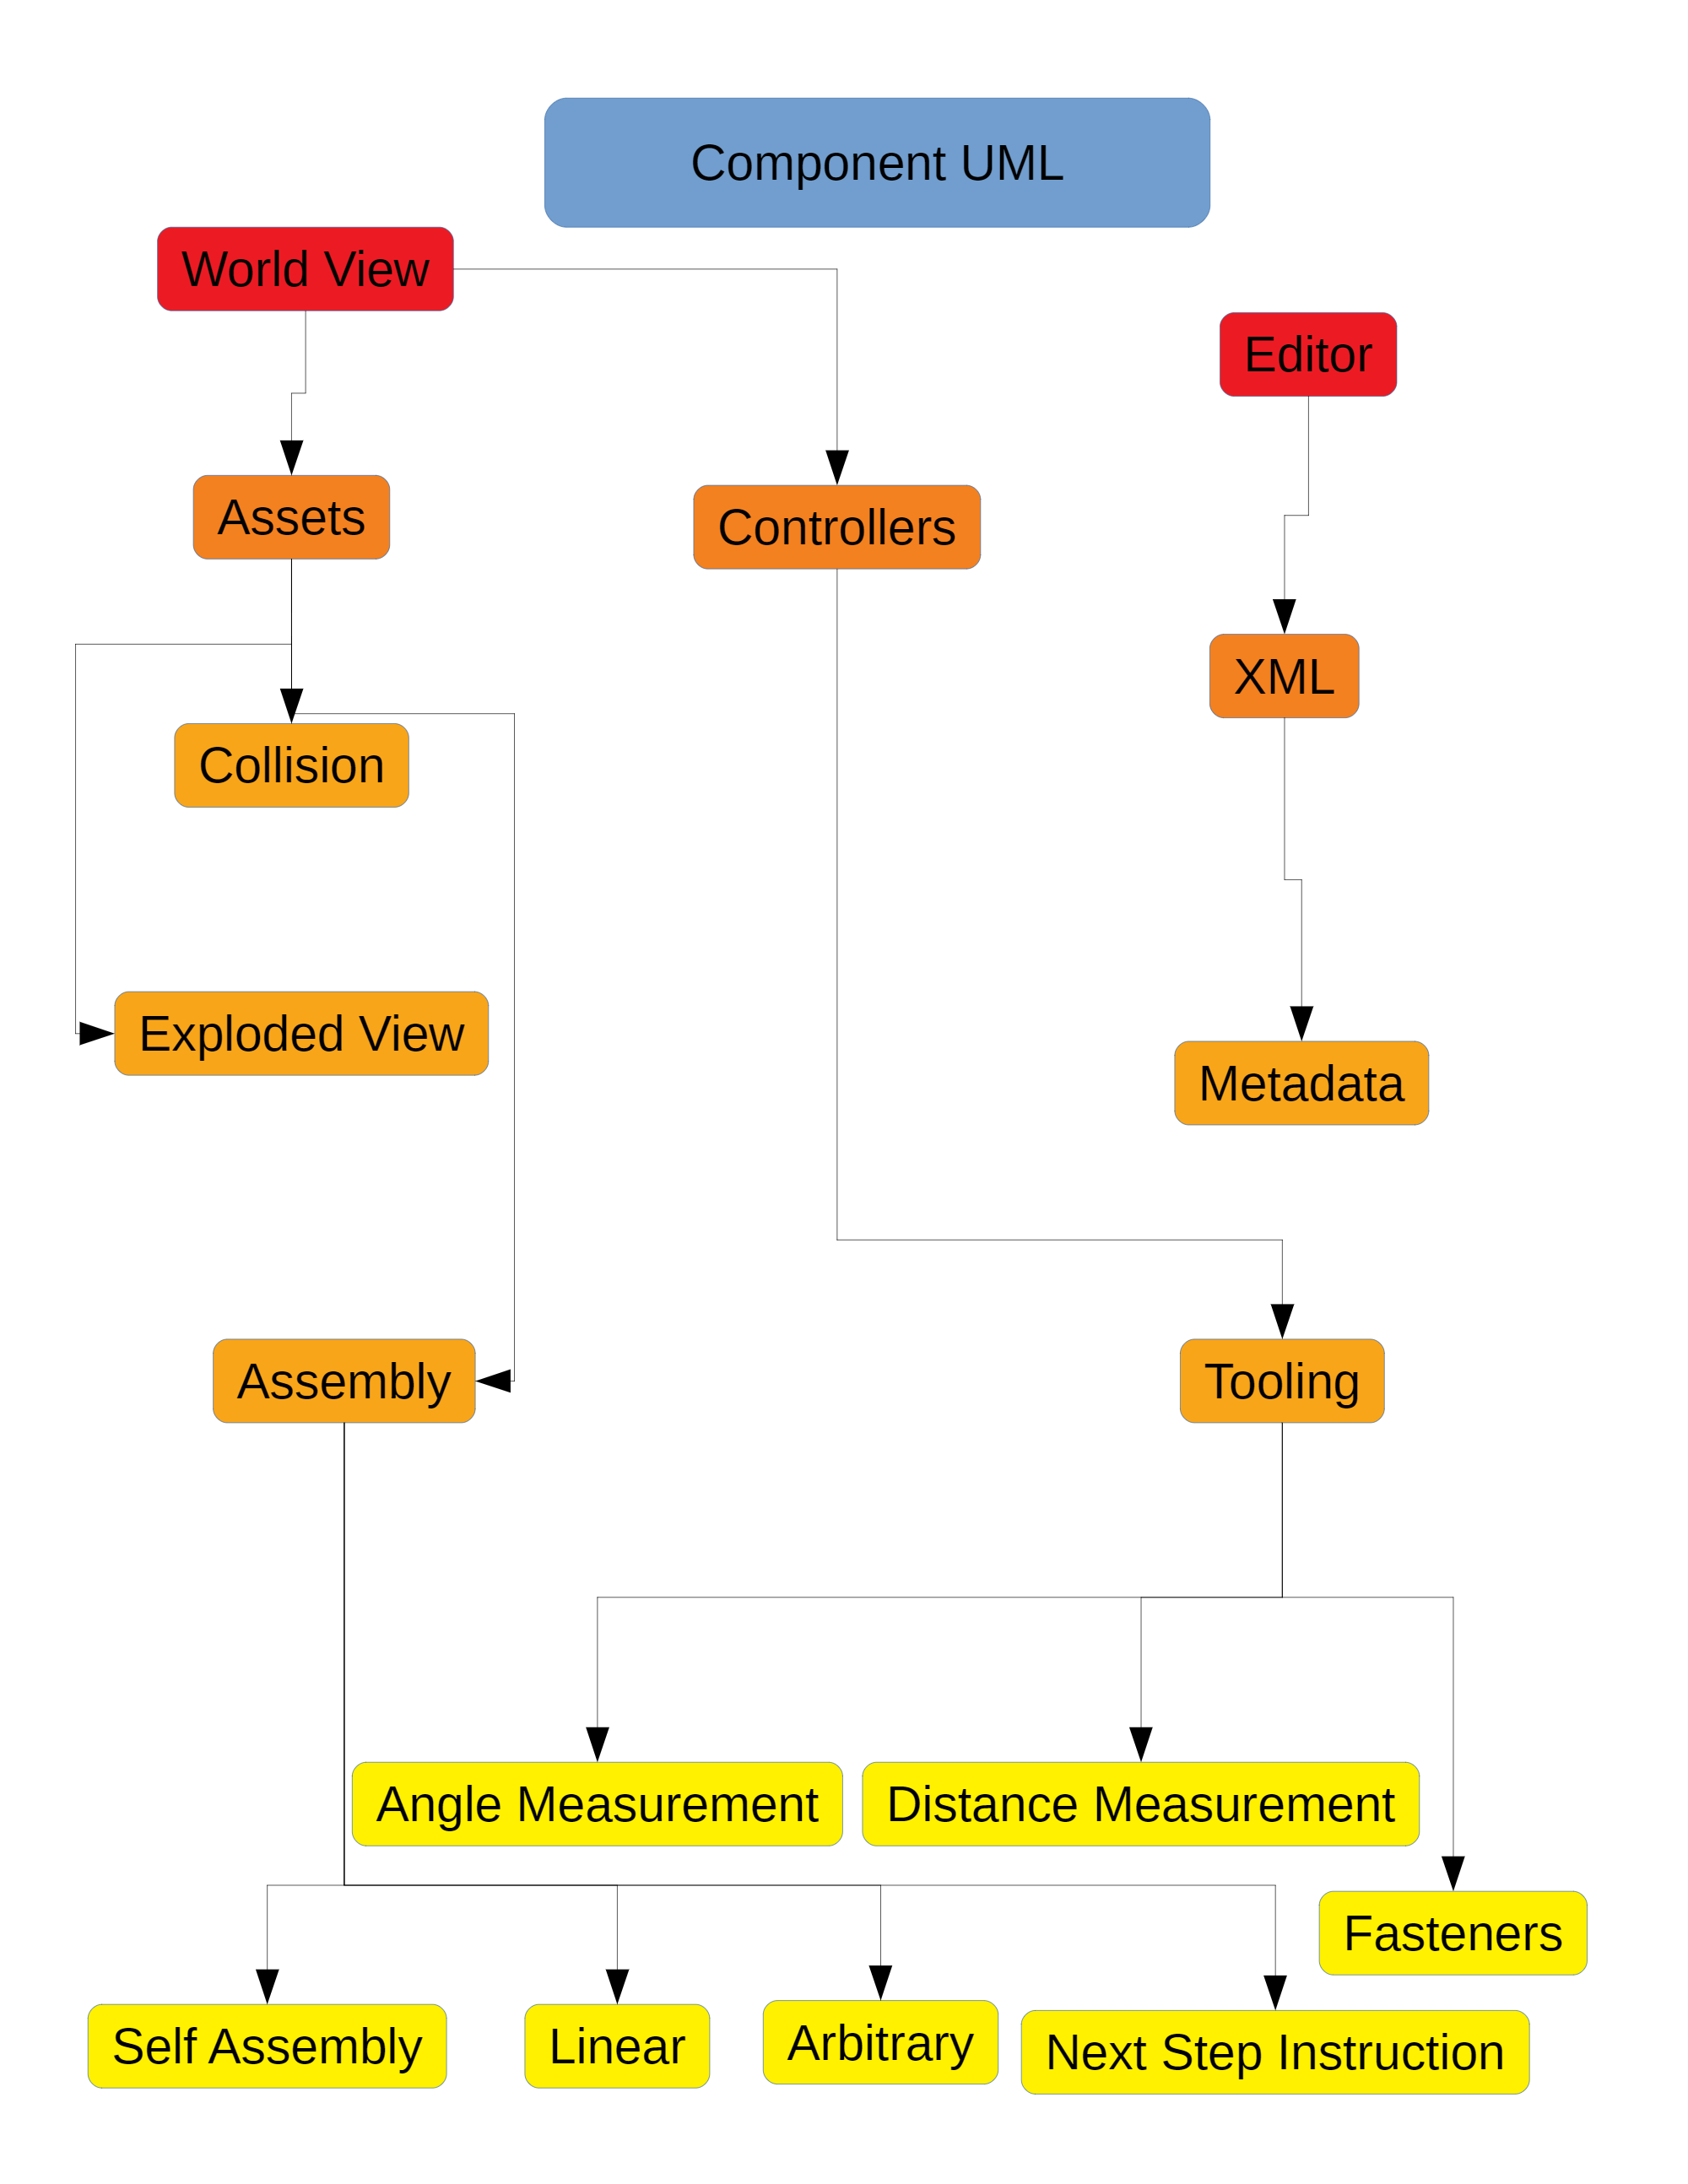 Component UML
World View
Editor
Assets
Controllers
XML
Collision
Exploded View
Metadata
Assembly
Tooling
Angle Measurement
Distance Measurement
Fasteners
Self Assembly
Linear
Arbitrary
Next Step Instruction